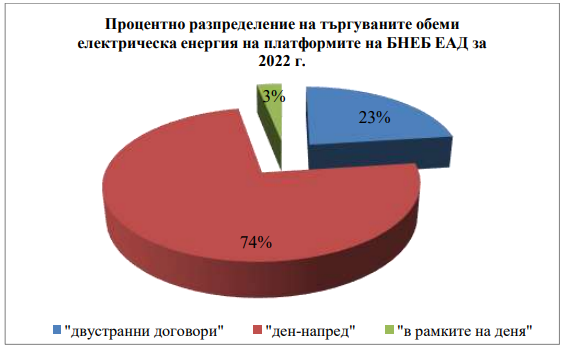 Процентно разпределение на търгуваните обеми
електрическа енергия на платформите на БНЕБ ЕАД за
2022 г.
3%
23%
74%
"двустранни договори" "ден-напред" "в рамките на деня"